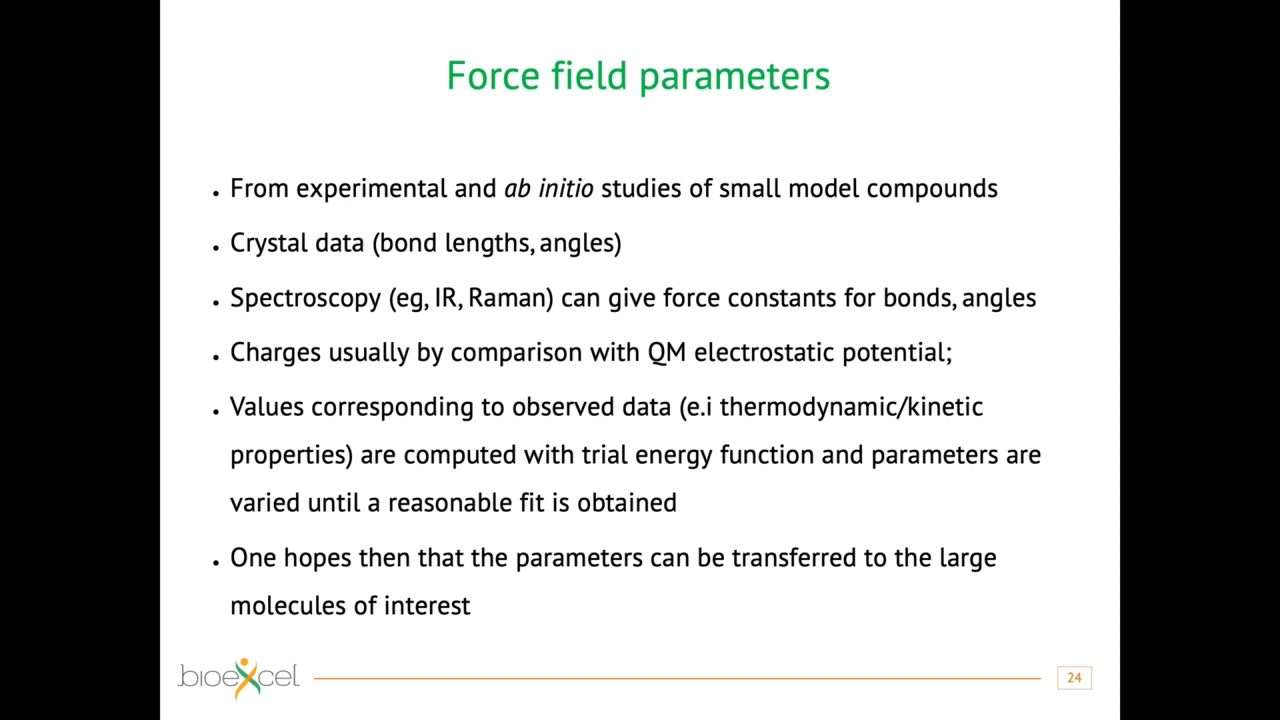 Force field parameters
. From experimental and ab initio studies of small model compounds
. Crystal data (bond lengths, angles)
. Spectroscopy (eg, IR, Raman) can give force constants for bonds, angles
. Charges usually by comparison with QM electrostatic potential;
. Values corresponding to observed data (e.i thermodynamic/kinetic
properties) are computed with trial energy function and parameters are
varied until a reasonable fit is obtained
. One hopes then that the parameters can be transferred to the large
molecules of interest
bioexcel
24